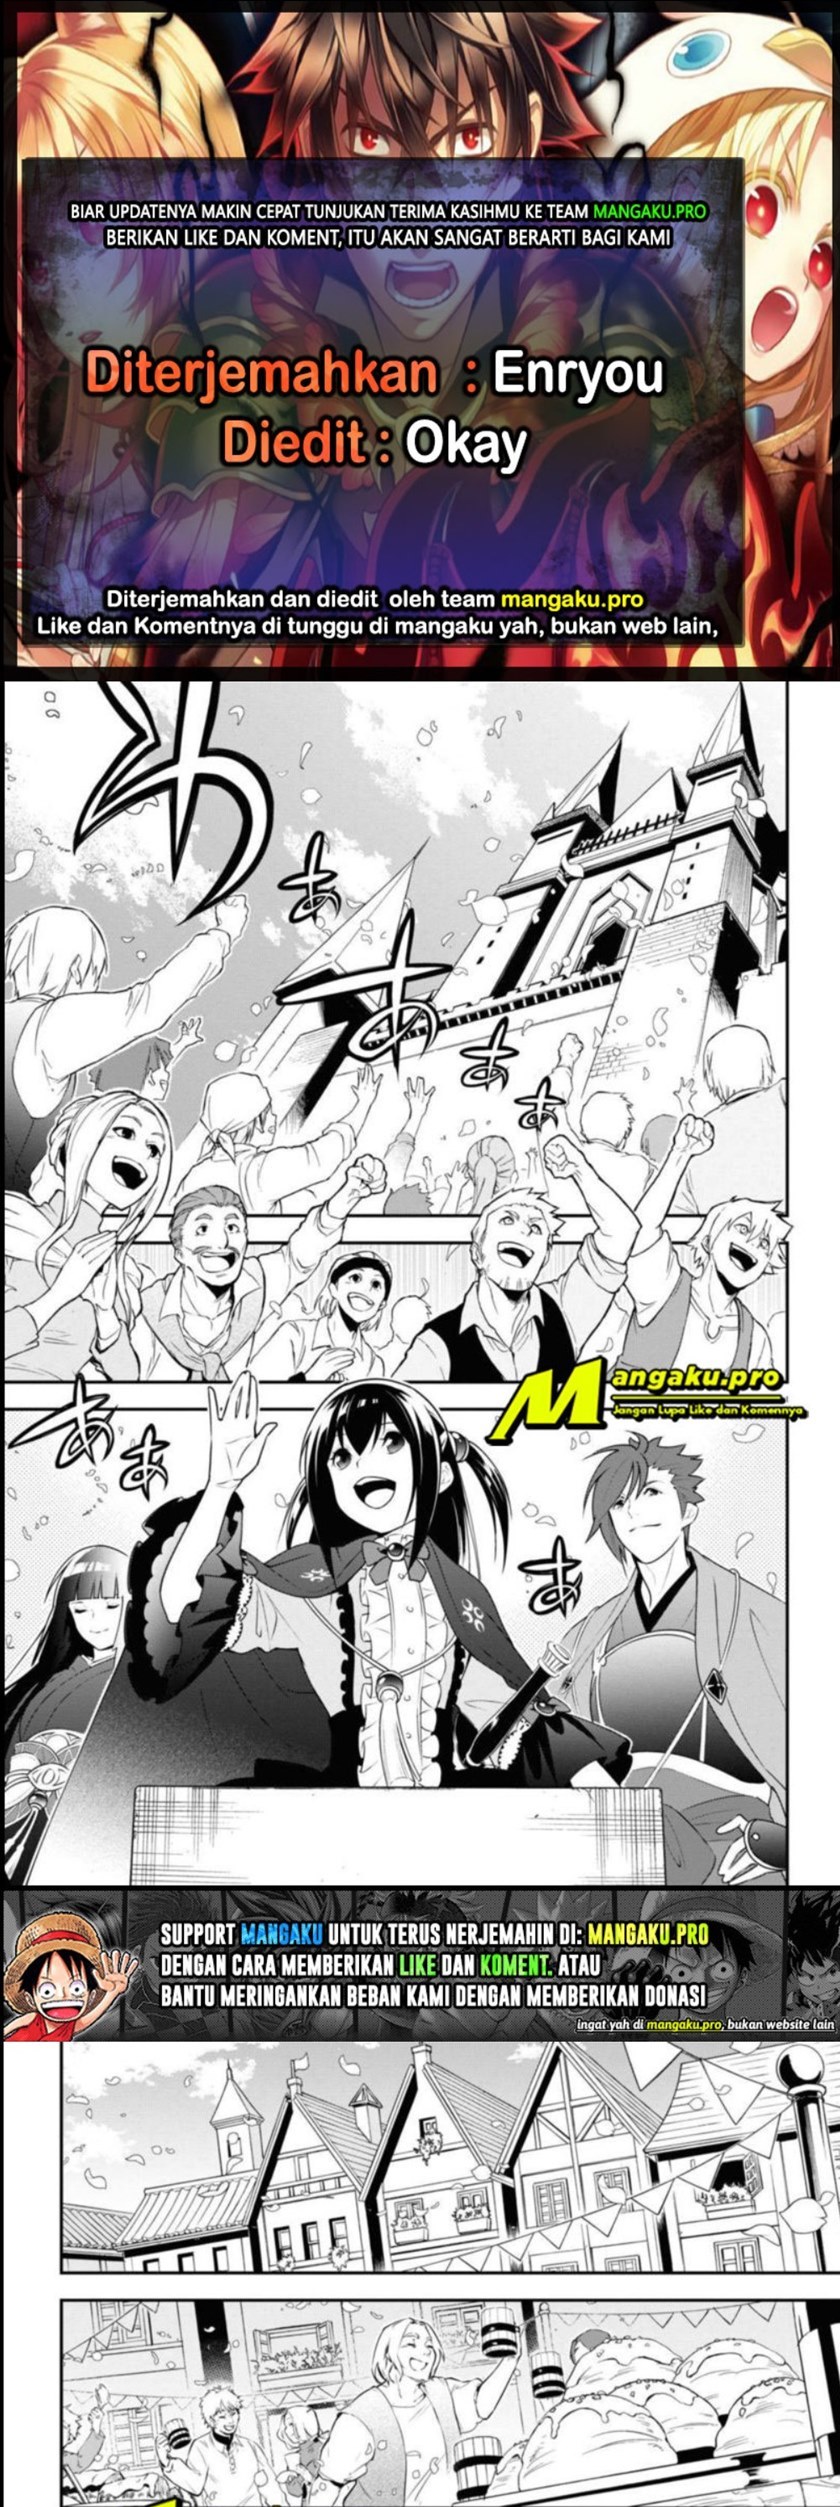 BIAR UPDATENYA MAKIN CEPAT TUNJUKAN TERIMA KASIHMU KE TEAM MANGAKU.PRO
BERIKAN LIKE DAN KOMENT, ITU AKAN SANGAT BERARTI BAGI KAMI
Diterjemahkan : Enryou
Diedit : Okay
Diterjemahkan dan diedit oleh team mangaku.pro
Like dan Komentnya di tunggu di mangaku yah, bukan web lain,
わ
あ
あ
あ
あ
Mangaku.pro
Jangan Lupa Like dan Komennya
あ
あ
あ
SUPPORT MANGAKU UNTUK TERUS NERJEMAHIN DI: MANGAKU.PRO
DENGAN CARA MEMBERIKAN LIKE DAN KOMENT. ATAU
BANTU MERINGANKAN BEBAN KAMI DENGAN MEMBERIKAN DONASI
ingat yah di mangaku.pro, bukan website lain